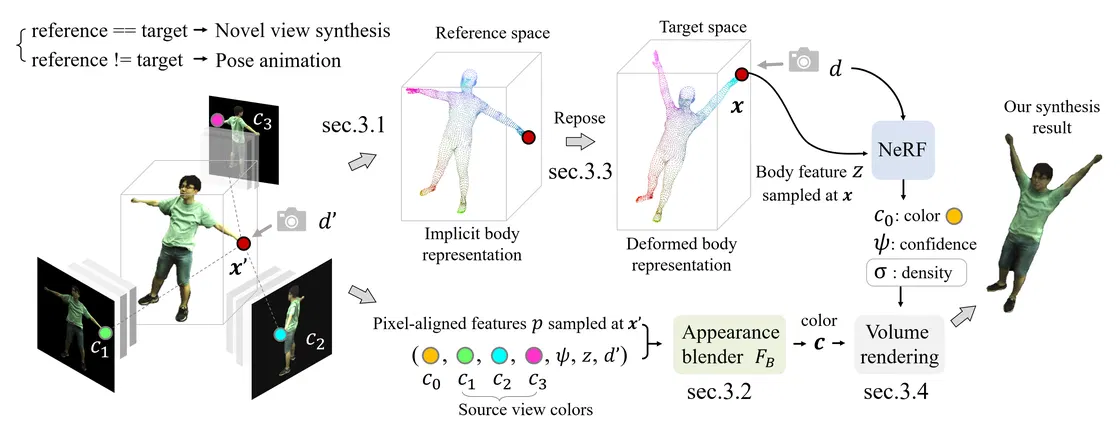 reference == target → Novel view synthesis
reference != target → Pose animation
c3
d'
x'
c1
c2
sec.3.1
Reference space
Implicit body
representation
Repose
sec.3.3
Target space
x
d
Deformed body
representation
NeRF
Body feature z
sampled at x
c0: color
ψ: confidence
σ : density
Our synthesis
result
Pixel-aligned features p sampled at x'
( , , , , ψ, z, d')
c0 c1 c2 c3
Source view colors
Appearance
blender FB
sec.3.2
color
c
Volume
rendering
sec.3.4